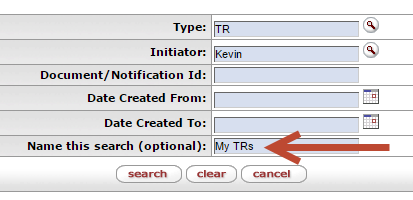 Type: TR
Initiator: Kevin
Document/Notification Id:
Date Created From:
Date Created To:
Name this search (optional): My TRs
search clear cancel